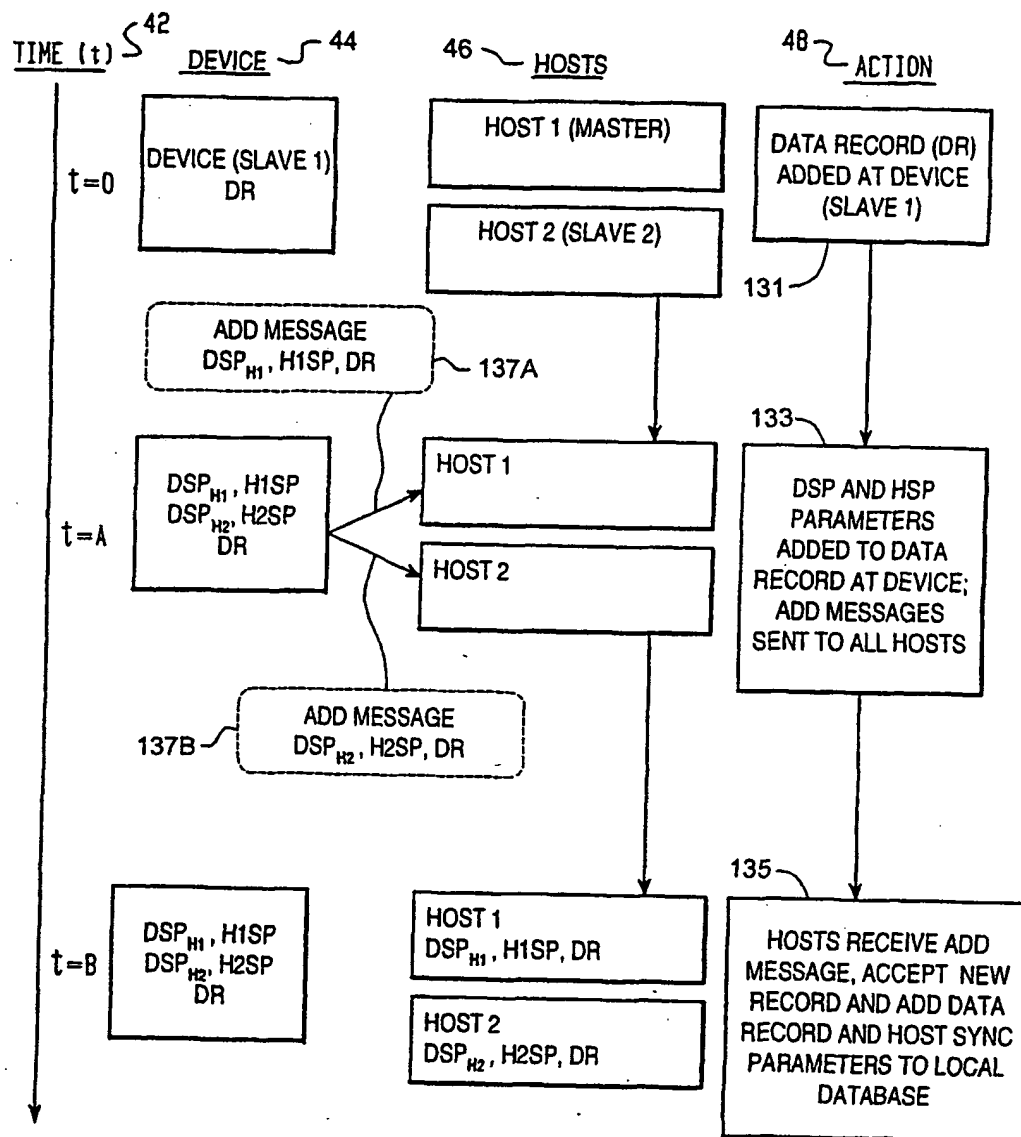 TIME (t) 42
DEVICE 44
46 HOSTS
48 ACTION
t=0
DEVICE (SLAVE 1)
DR
HOST 1 (MASTER)
HOST 2 (SLAVE 2)
DATA RECORD (DR)
ADDED AT DEVICE
(SLAVE 1)
131
ADD MESSAGE
DSP_H1, H1SP, DR
137A
t=A
DSP_H1, H1SP
DSP_H2, H2SP
DR
HOST 1
HOST 2
133
DSP AND HSP
PARAMETERS
ADDED TO DATA
RECORD AT DEVICE;
ADD MESSAGES
SENT TO ALL HOSTS
137B
ADD MESSAGE
DSP_H2, H2SP, DR
t=B
DSP_H1, H1SP
DSP_H2, H2SP
DR
HOST 1
DSP_H1, H1SP, DR
HOST 2
DSP_H2, H2SP, DR
135
HOSTS RECEIVE ADD
MESSAGE, ACCEPT NEW
RECORD AND ADD DATA
RECORD AND HOST SYNC
PARAMETERS TO LOCAL
DATABASE